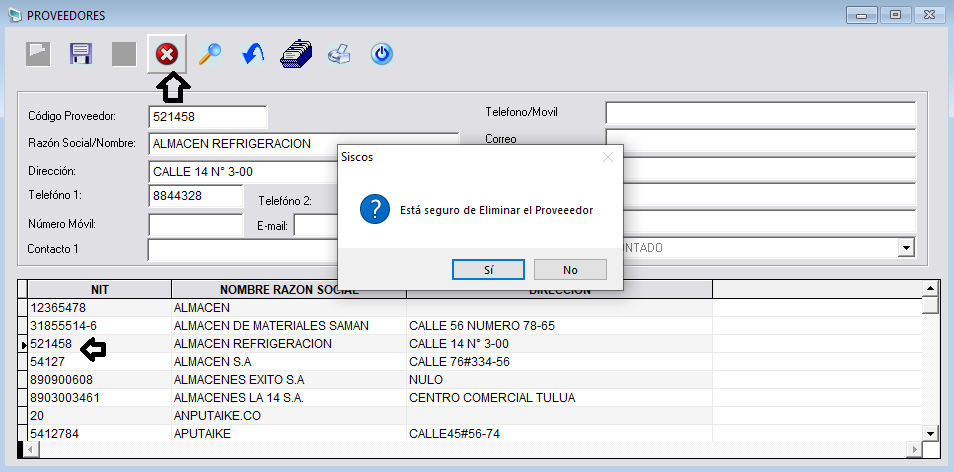 PROVEEDORES
Código Proveedor: 521458
Telefono/Movil
Razón Social/Nombre: ALMACEN REFRIGERACION
Correo
Dirección: CALLE 14 N° 3-00
Telefóno 1: 8844328 Telefóno 2:
Número Móvil: E-mail:
Contacto 1
NTADO
Siscos
Está seguro de Eliminar el Proveeedor
Sí No
NIT NOMBRE RAZON SOCIAL DIRECCION
12365478 ALMACEN
31855514-6 ALMACEN DE MATERIALES SAMAN CALLE 56 NUMERO 78-65
521458 ALMACEN REFRIGERACION CALLE 14 N° 3-00
54127 ALMACEN S.A CALLE 76#334-56
890900608 ALMACENES EXITO S.A NULO
8903003461 ALMACENES LA 14 S.A. CENTRO COMERCIAL TULUA
20 ANPUTAIKE.CO
5412784 APUTAIKE CALLE45#56-74